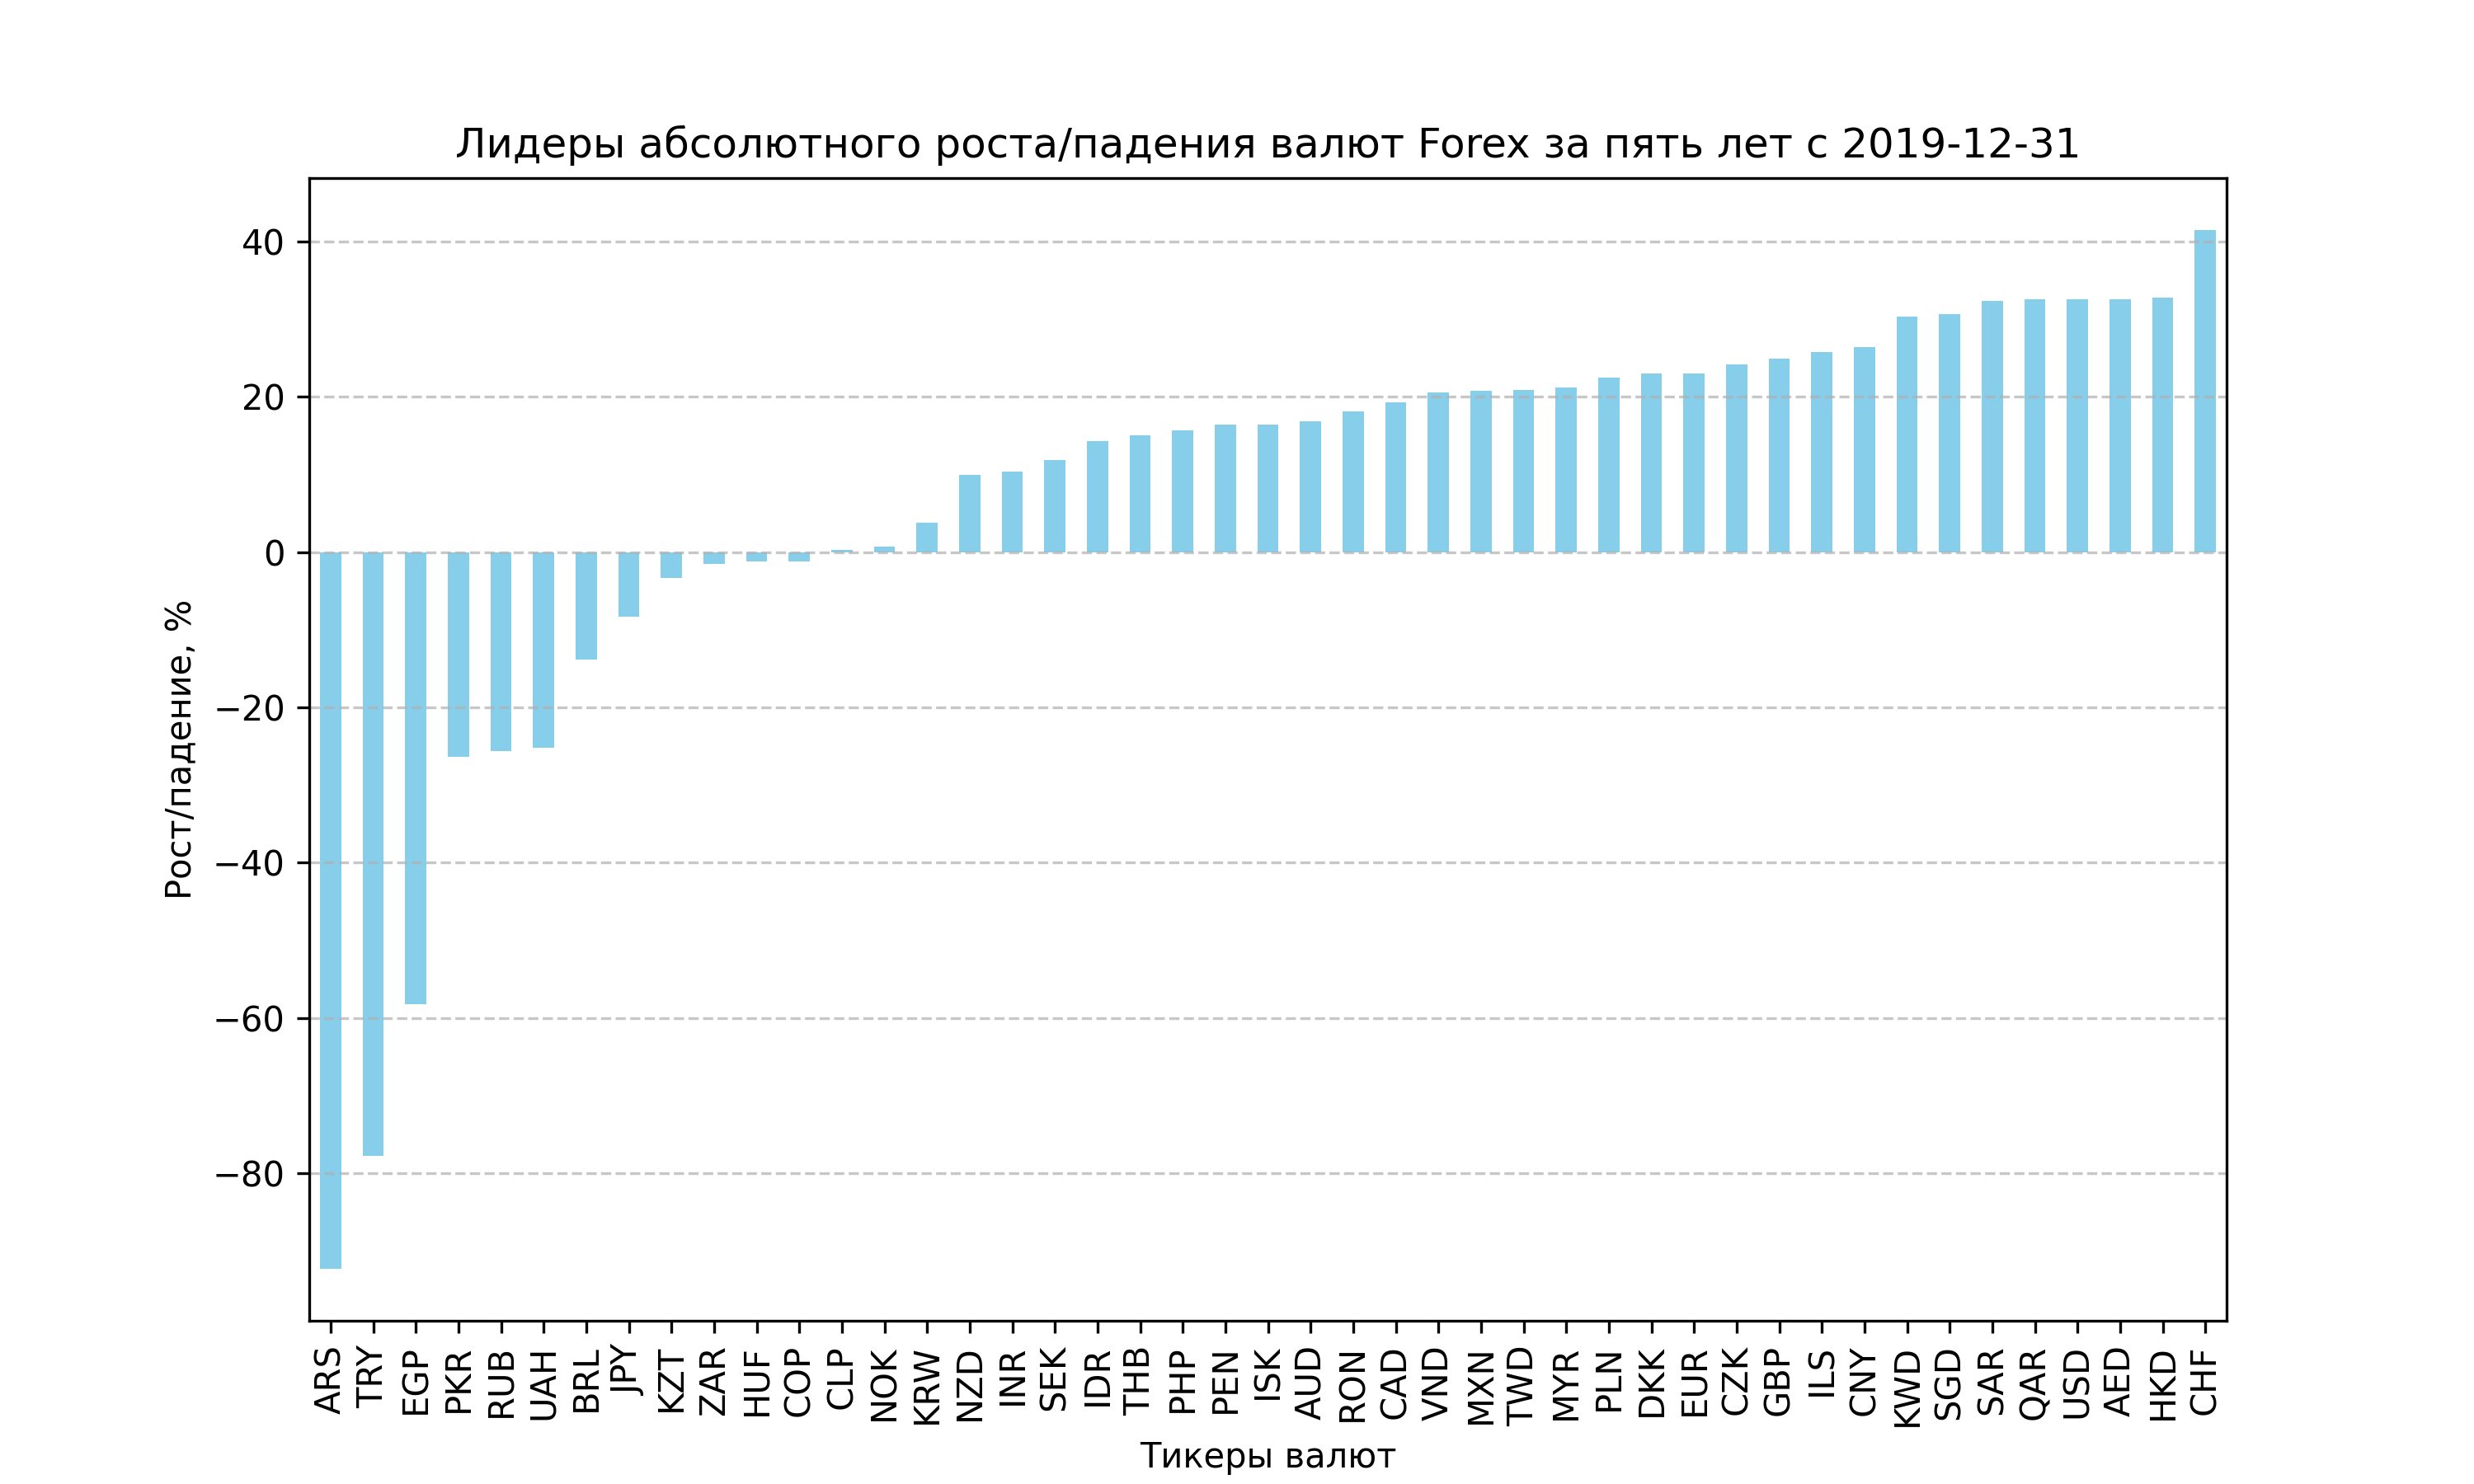 Лидеры абсолютного роста/падения валют Forex за пять лет с 2019-12-31
Рост/падение, %
40
20
0
−20
−40
−60
−80
ARS
TRY
EGP
PKR
RUB
UAH
BRL
JPY
KZT
ZAR
HUF
COP
CLP
NOK
KRW
NZD
INR
SEK
IDR
THB
PHP
PEN
ISK
AUD
RON
CAD
VND
MXN
TWD
MYR
PLN
DKK
EUR
CZK
GBP
ILS
CNY
KWD
SGD
SAR
QAR
USD
AED
HKD
CHF
Тикеры валют